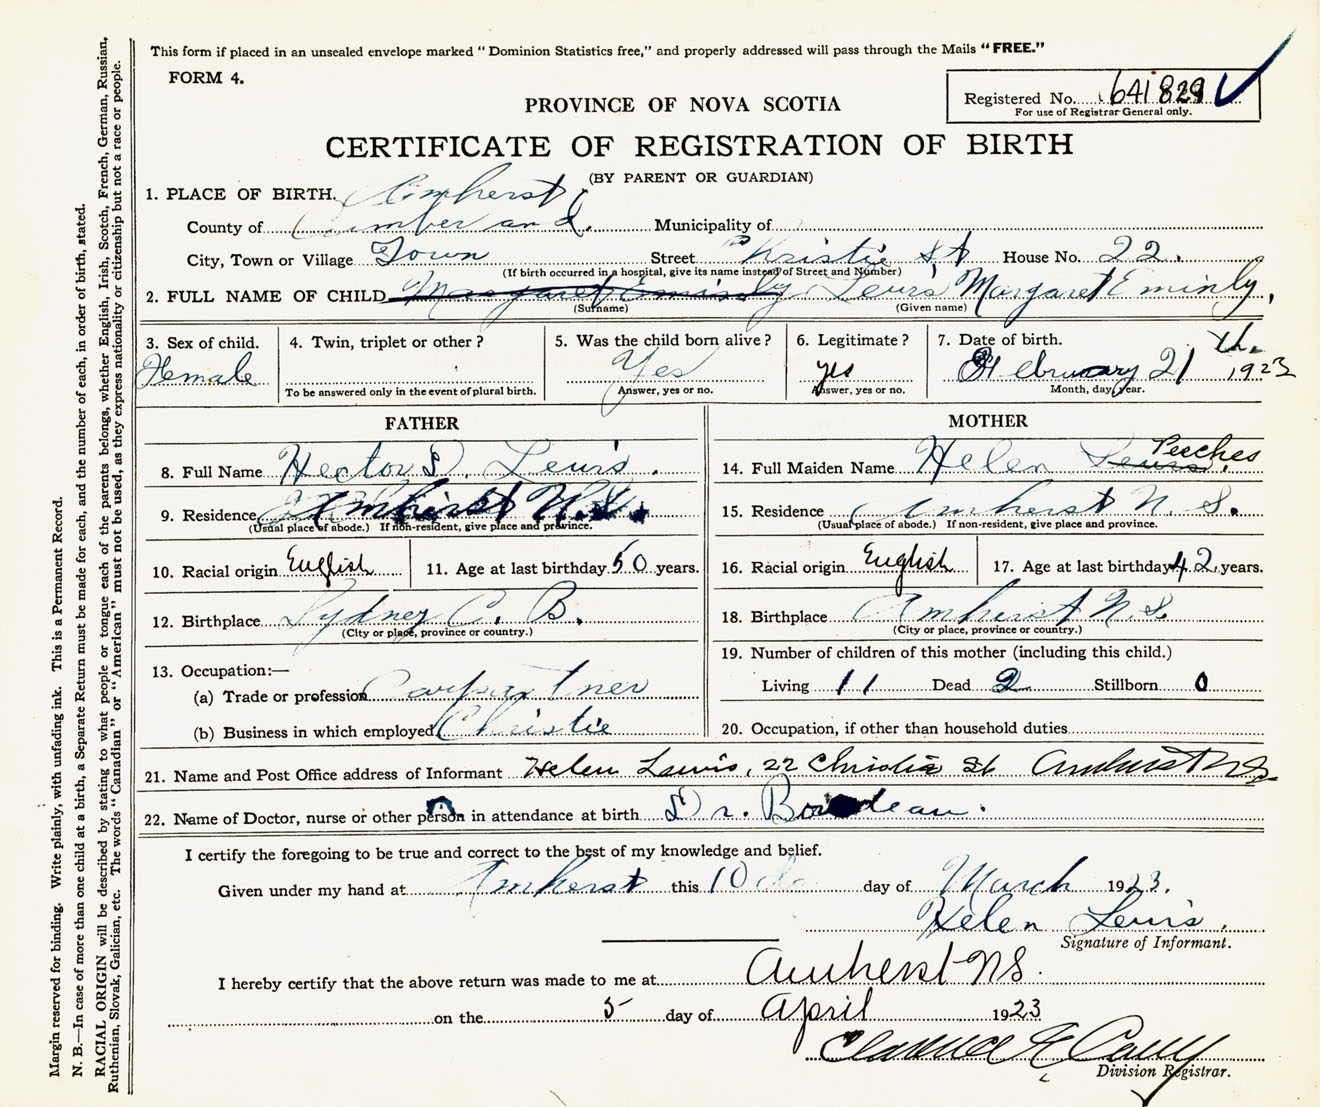 This form if placed in an unsealed envelope marked “ Dominion Statistics free,” and properly addressed will pass through the Mails “ FREE.”
FORM 4.
Registered No. 641829
For use of Registrar General only.
PROVINCE OF NOVA SCOTIA
CERTIFICATE OF REGISTRATION OF BIRTH
(BY PARENT OR GUARDIAN)
1. PLACE OF BIRTH. Amherst
County of Cumberland. Municipality of
City, Town or Village Town Street Khristie St House No. 22.
(If birth occurred in a hospital, give its name instead of Street and Number)
2. FULL NAME OF CHILD Margaret Eminly Lewis Margaret Eminly,
(Surname) (Given name)
3. Sex of child. 4. Twin, triplet or other ? 5. Was the child born alive ? 6. Legitimate ? 7. Date of birth.
Female Yes yes February 21 th. 1923
To be answered only in the event of plural birth. Answer, yes or no. Answer, yes or no. Month, day, year.
FATHER MOTHER
8. Full Name Hector D. Lewis. 14. Full Maiden Name Helen Lewis Peeches
9. Residence Amhirst N.S. 15. Residence Amherst N. S.
(Usual place of abode.) If non-resident, give place and province. (Usual place of abode.) If non-resident, give place and province.
10. Racial origin English 11. Age at last birthday 50 years. 16. Racial origin English 17. Age at last birthday 42 years.
12. Birthplace Sydney C. B. 18. Birthplace Amhirst N.S.
(City or place, province or country.) (City or place, province or country.)
13. Occupation:— 19. Number of children of this mother (including this child.)
(a) Trade or profession Carpartner Living 11 Dead 2 Stillborn 0
(b) Business in which employed Christie 20. Occupation, if other than household duties
21. Name and Post Office address of Informant Helen Lewis, 22 Christie St. Amherst NS
22. Name of Doctor, nurse or other person in attendance at birth Dr.
I certify the foregoing to be true and correct to the best of my knowledge and belief.
Given under my hand at Amherst this 10 day of March 1923.
Helen Lewis.
Signature of Informant.
I hereby certify that the above return was made to me at Amherst NS.
on the 5 day of April 1923
Clarence
Division Registrar.
Margin reserved for binding. Write plainly, with unfading ink. This is a Permanent Record.
N. B.—In case of more than one child at a birth, a Separate Return must be made for each, and the number of each, in order of birth, stated.
RACIAL ORIGIN will be described by stating to what people or tongue each of the parents belongs, whether English, Irish, Scotch, French, German, Russian,
Ruthenian, Slovak, Galician, etc. The words “ Canadian ” or “ American ” must not be used, as they express nationality or citizenship but not a race or people.